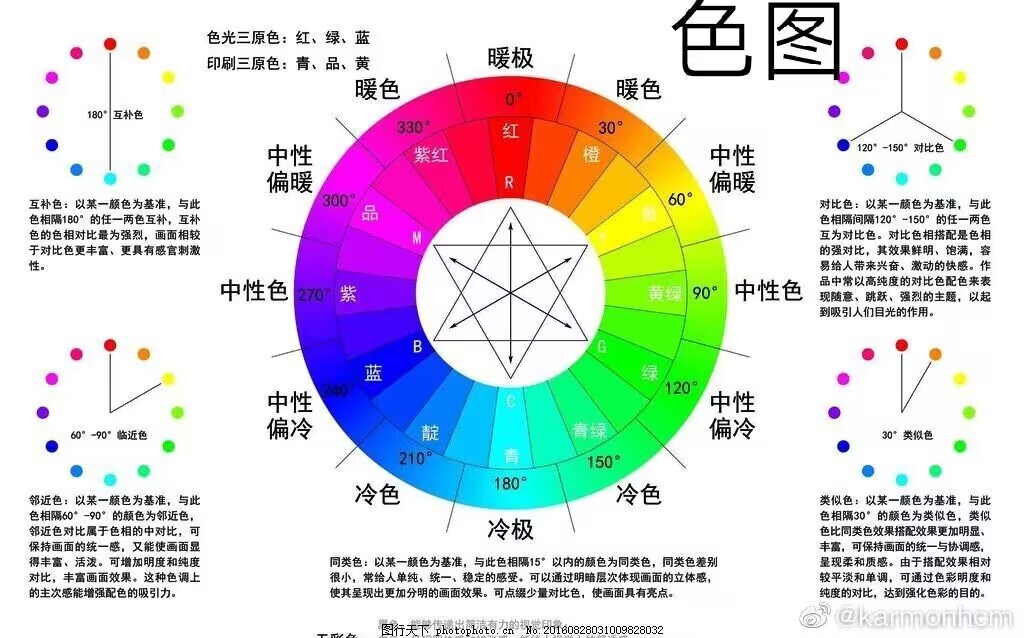 色图
色光三原色：红、绿、蓝
印刷三原色：青、品、黄
180° 互补色
互补色：以某一颜色为基准，与此
色相隔180° 的任一两色互补，互补
色的色相对比最为强烈，画面相较
于对比色更丰富、更具有感官刺激
性。
60° -90° 临近色
邻近色：以某一颜色为基准，与此
色相隔60° -90° 的颜色为邻近色，
邻近色对比属于色相的中对比，可
保持画面的统一感，又能使画面显
得丰富、活泼。可增加明度和纯度
对比，丰富画面效果。这种色调上
的主次感能增强配色的吸引力。
暖极
暖色
暖色
中性
偏暖
中性
偏暖
中性色
中性色
中性
偏冷
中性
偏冷
冷色
冷色
冷极
0°
30°
60°
90°
120°
150°
180°
210°
240°
270°
300°
330°
红
R
橙
黄
黄绿
G
绿
青绿
C
青
靛
B
蓝
紫
M
品
紫红
120° -150° 对比色
对比色：以某一颜色为基准，与此
色相隔间隔120° -150° 的任一两色
互为对比色。对比色相搭配是色相
的强对比，其效果鲜明、饱满，容
易给人带来兴奋、激动的快感。作
品中常以高纯度的对比色配色来表
现随意、跳跃、强烈的主题，以起
到吸引人们目光的作用。
30° 类似色
类似色：以某一颜色为基准，与此
色相隔30° 的颜色为类似色，类似
色比同类色效果搭配效果更加明显、
丰富，可保持画面的统一与协调感，
呈现柔和质感。由于搭配效果相对
较平淡和单调，可通过色彩明度和
纯度的对比，达到强化色彩的目的。
同类色：以某一颜色为基准，与此色相隔15° 以内的颜色为同类色，同类色差别
很小，常给人单纯、统一、稳定的感受。可以通过明暗层次体现画面的立体感，
使其呈现出更加分明的画面效果。可点缀少量对比色，使画面具有亮点。
图行天下 PHOTOPHOTO.CN No:20160828031009828032
@karmonhom